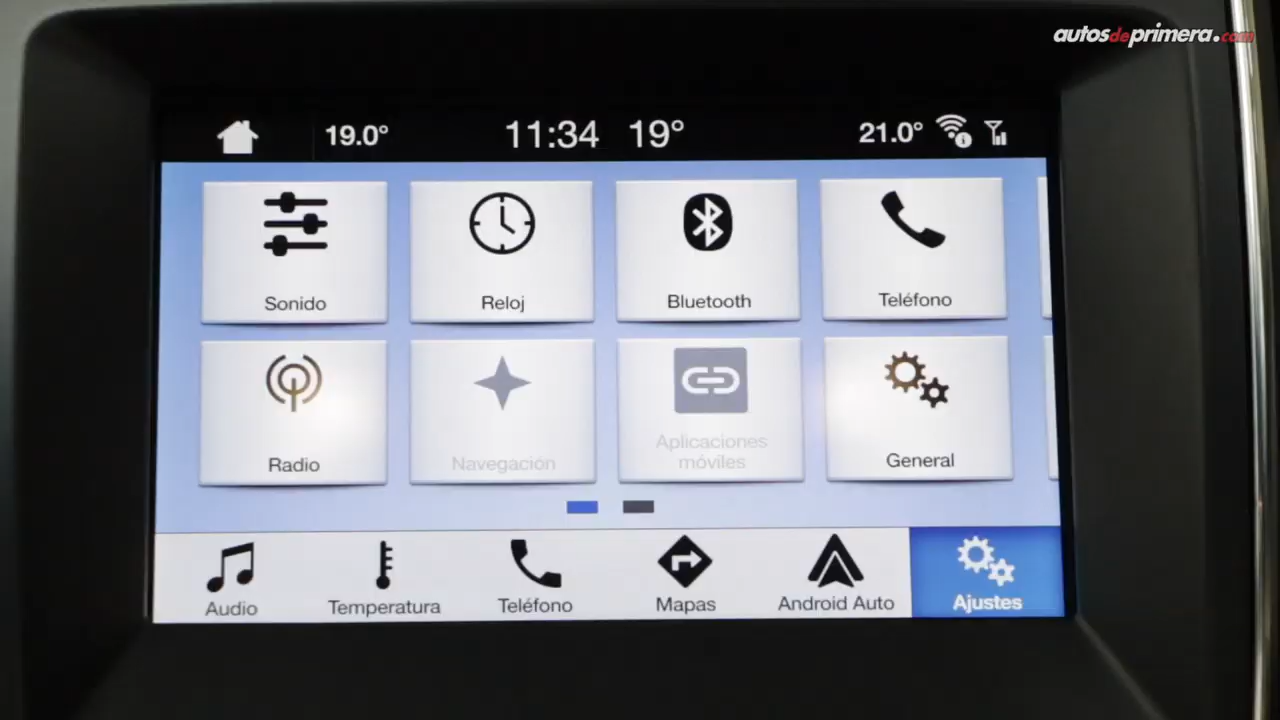 autosdeprimera.com
19.0° 11:34 19° 21.0°
Sonido Reloj Bluetooth Teléfono
Radio Navegación Aplicaciones móviles General
Audio Temperatura Teléfono Mapas Android Auto Ajustes